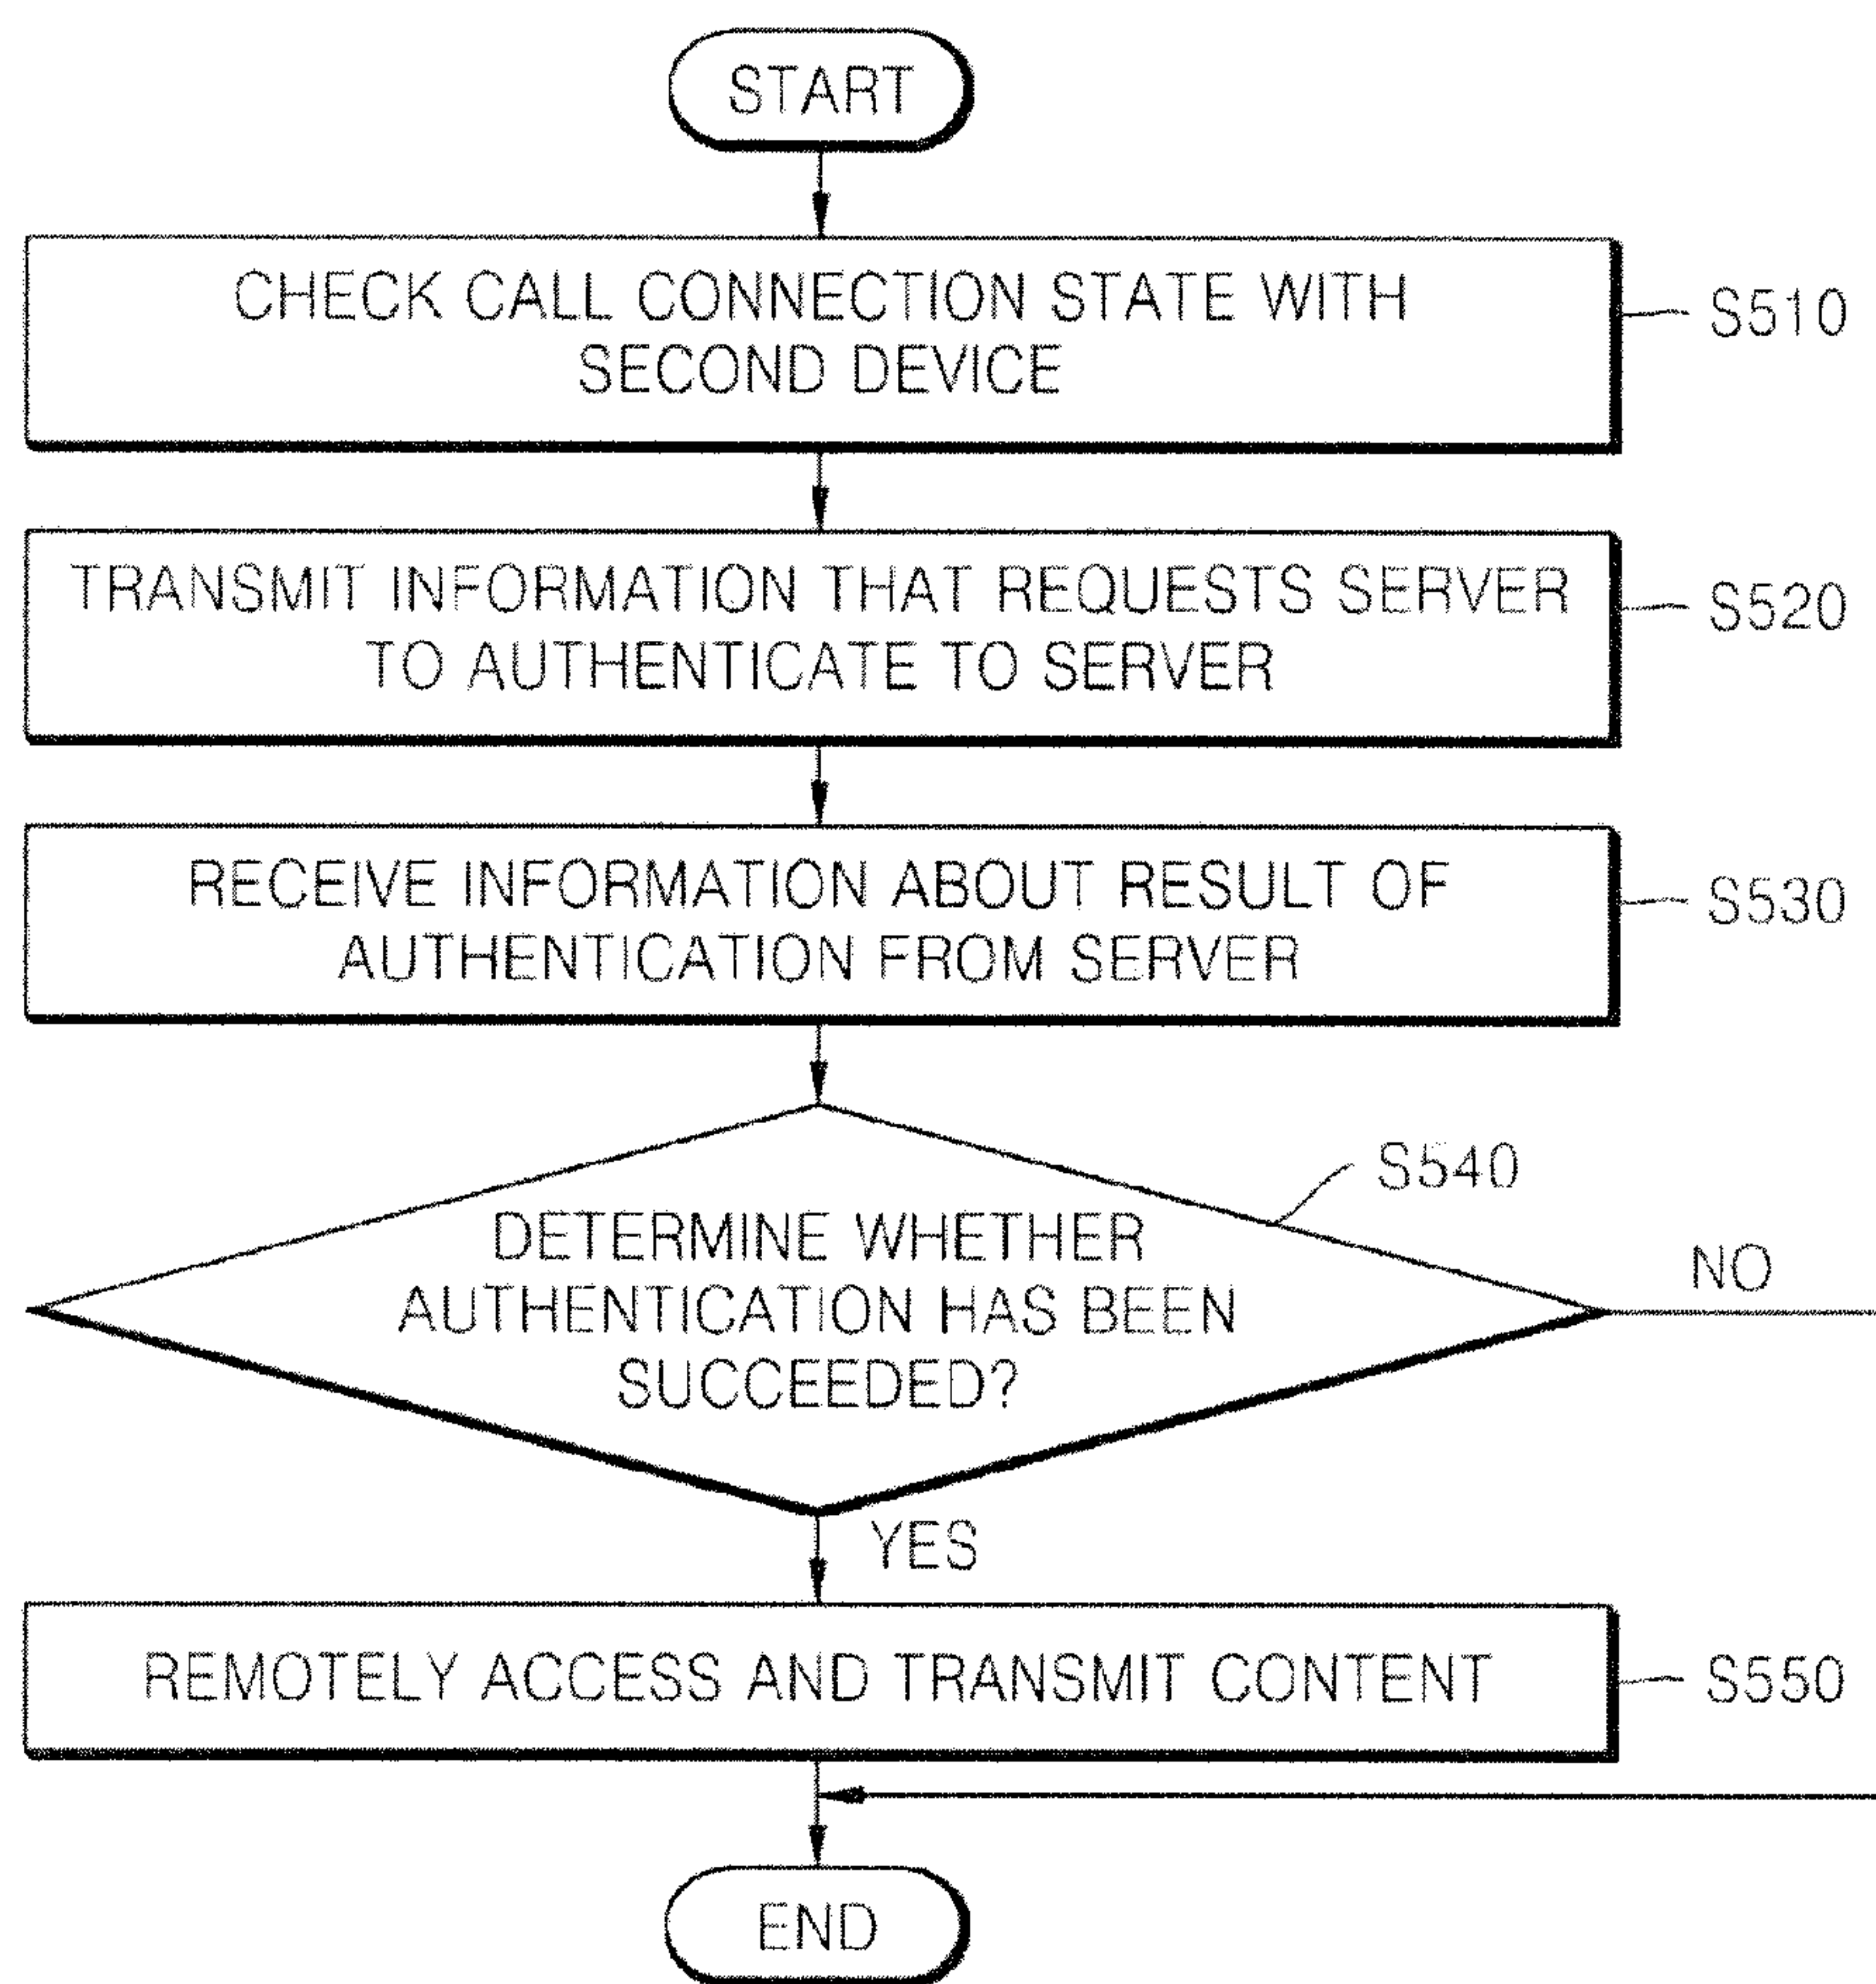 START
CHECK CALL CONNECTION STATE WITH
SECOND DEVICE
S510
TRANSMIT INFORMATION THAT REQUESTS SERVER
TO AUTHENTICATE TO SERVER
S520
RECEIVE INFORMATION ABOUT RESULT OF
AUTHENTICATION FROM SERVER
S530
S540
DETERMINE WHETHER
AUTHENTICATION HAS BEEN
SUCCEEDED?
NO
YES
REMOTELY ACCESS AND TRANSMIT CONTENT
S550
END